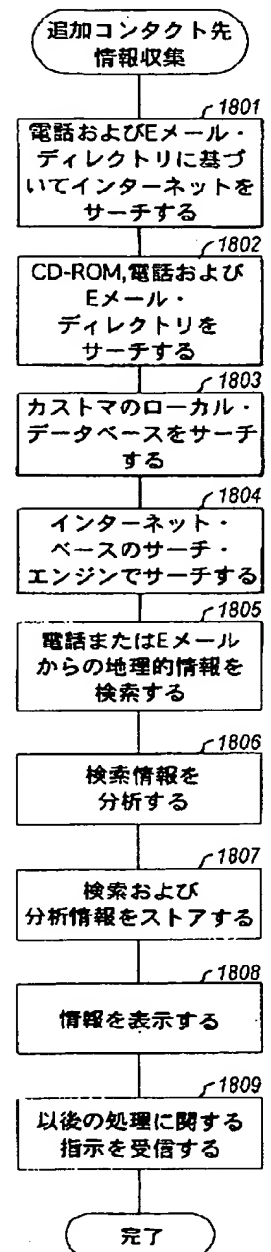 追加コンタクト先
情報収集
1801
電話およびEメール・
ディレクトリに基づ
いてインターネットを
サーチする
1802
CD-ROM,電話および
Eメール・
ディレクトリを
サーチする
1803
カストマのローカル・
データベースをサーチ
する
1804
インターネット・
ベースのサーチ・
エンジンでサーチする
1805
電話またはEメール
からの地理的情報を
検索する
1806
検索情報を
分析する
1807
検索および
分析情報をストアする
1808
情報を表示する
1809
以後の処理に関する
指示を受信する
完了